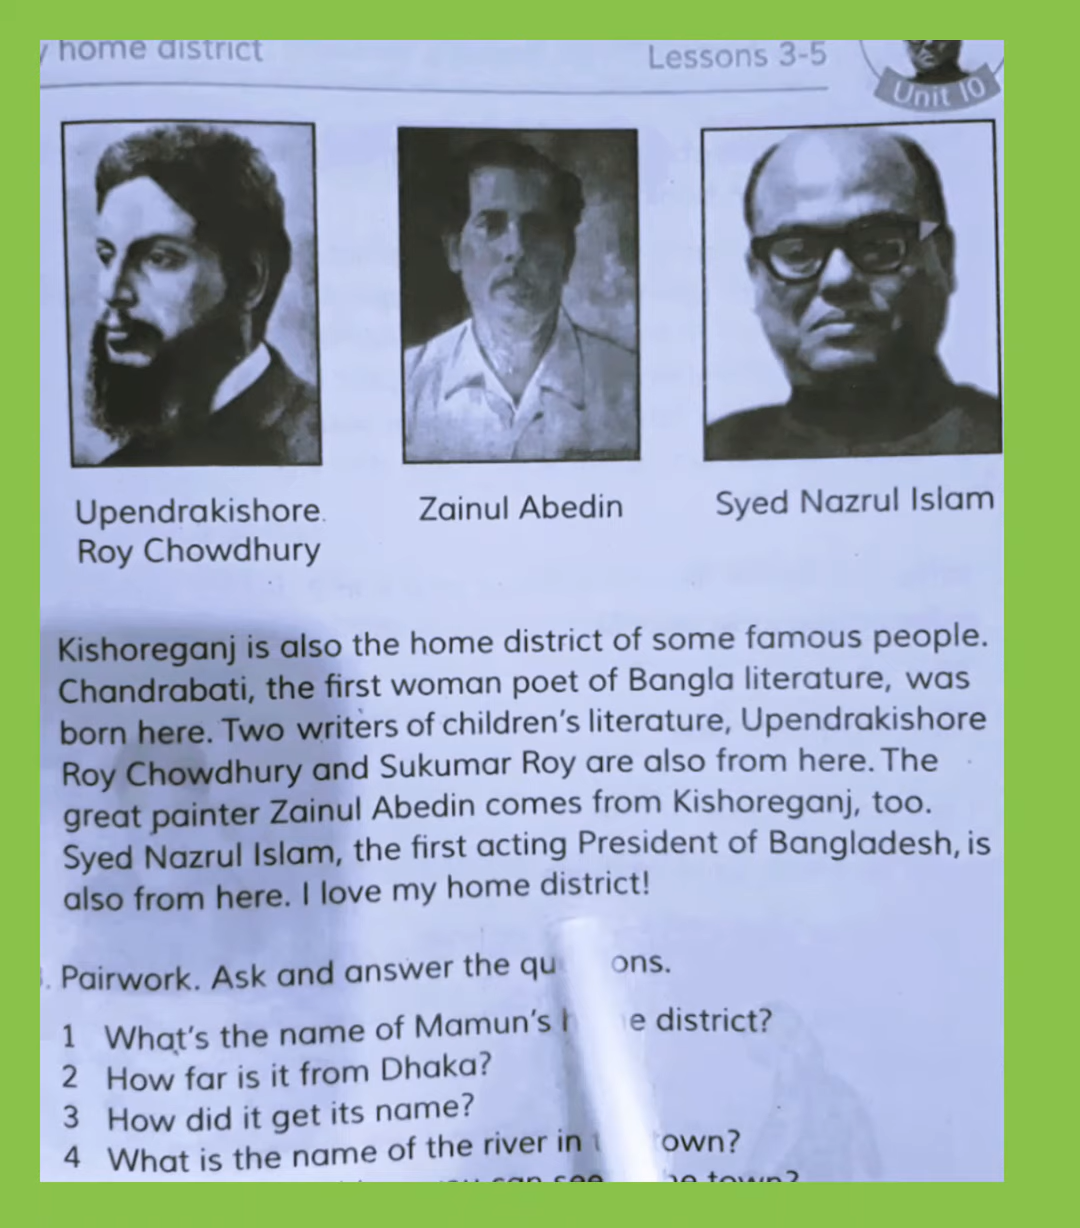 home district
Lessons 3-5
Unit 10
Upendrakishore
Roy Chowdhury
Zainul Abedin
Syed Nazrul Islam
Kishoreganj is also the home district of some famous people.
Chandrabati, the first woman poet of Bangla literature, was
born here. Two writers of children's literature, Upendrakishore
Roy Chowdhury and Sukumar Roy are also from here. The
great painter Zainul Abedin comes from Kishoreganj, too.
Syed Nazrul Islam, the first acting President of Bangladesh, is
also from here. I love my home district!
Pairwork. Ask and answer the qu ons.
1 What's the name of Mamun's h e district?
2 How far is it from Dhaka?
3 How did it get its name?
4 What is the name of the river in own?
can see town?